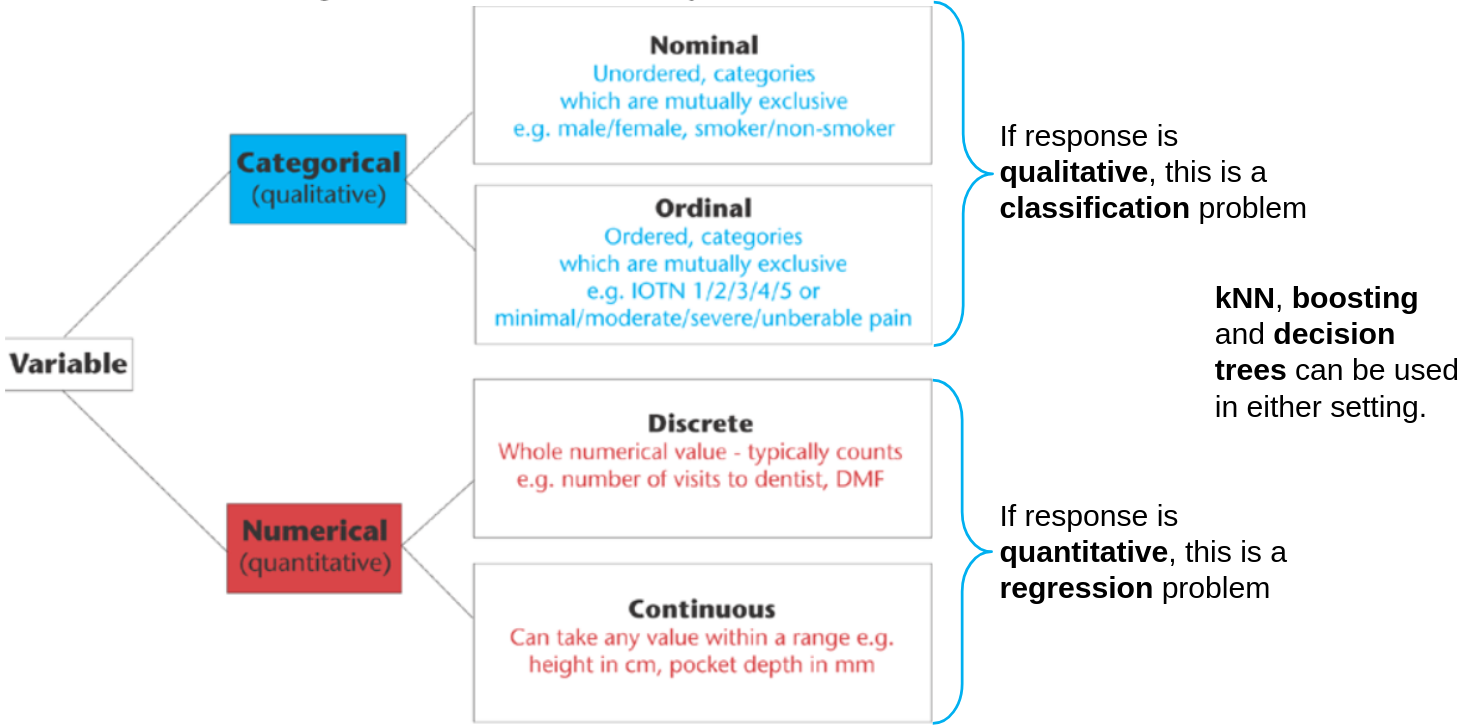 Nominal
Unordered, categories
which are mutually exclusive
e.g. male/female, smoker/non-smoker
Categorical
(qualitative)
Ordinal
Ordered, categories
which are mutually exclusive
e.g. IOTN 1/2/3/4/5 or
minimal/moderate/severe/unberable pain
If response is
qualitative, this is a
classification problem
kNN, boosting
and decision
trees can be used
in either setting.
Variable
Discrete
Whole numerical value - typically counts
e.g. number of visits to dentist, DMF
Numerical
(quantitative)
Continuous
Can take any value within a range e.g.
height in cm, pocket depth in mm
If response is
quantitative, this is a
regression problem